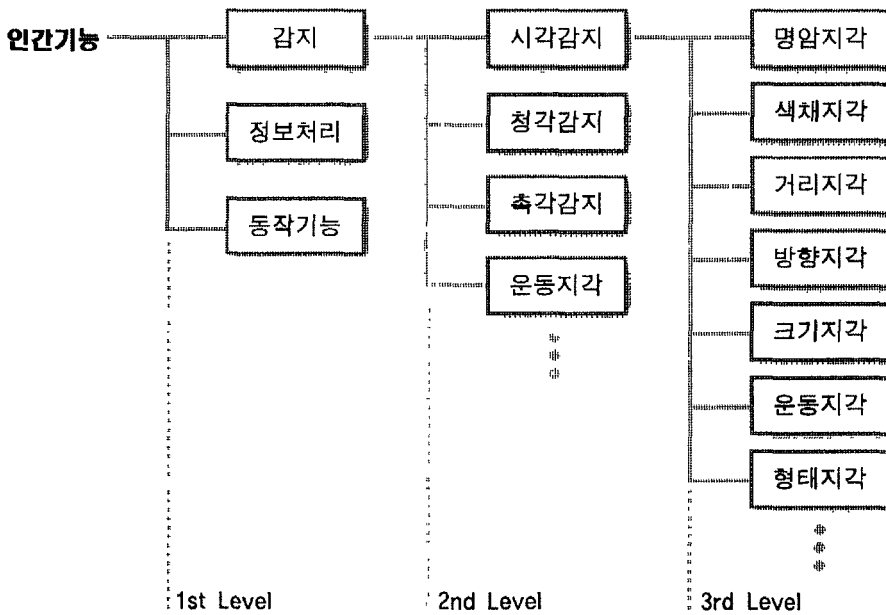 인간기능
감지
정보처리
동작기능
시각감지
청각감지
촉각감지
운동지각
명암지각
색채지각
거리지각
방향지각
크기지각
운동지각
형태지각
1st Level
2nd Level
3rd Level